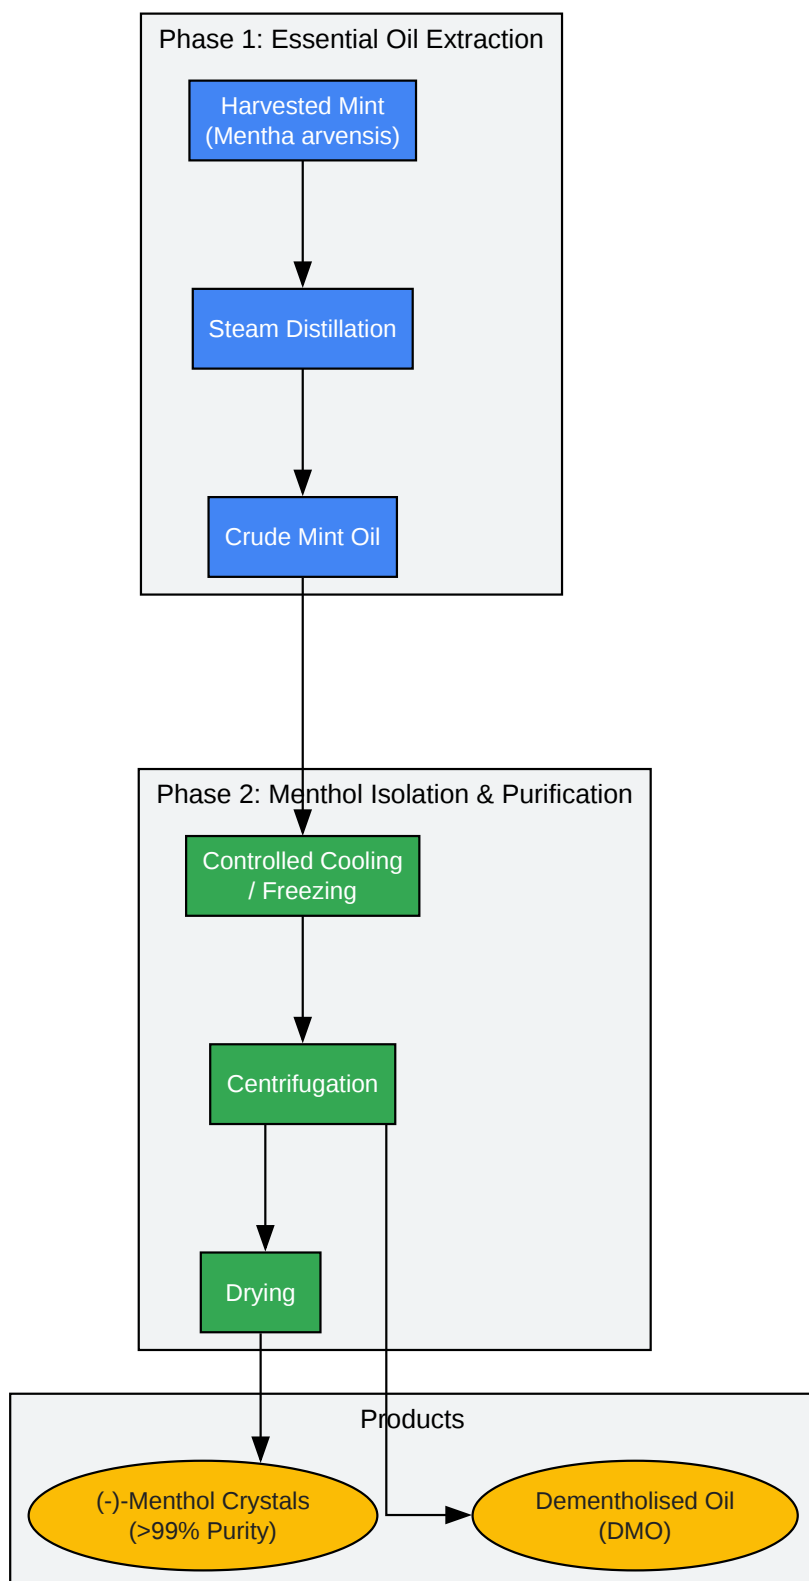 Phase 1: Essential Oil Extraction
Harvested Mint
(Mentha arvensis)
Steam Distillation
Crude Mint Oil
Phase 2: Menthol Isolation & Purification
Controlled Cooling
/ Freezing
Centrifugation
Drying
Products
(-)-Menthol Crystals
(>99% Purity)
Dementholised Oil
(DMO)